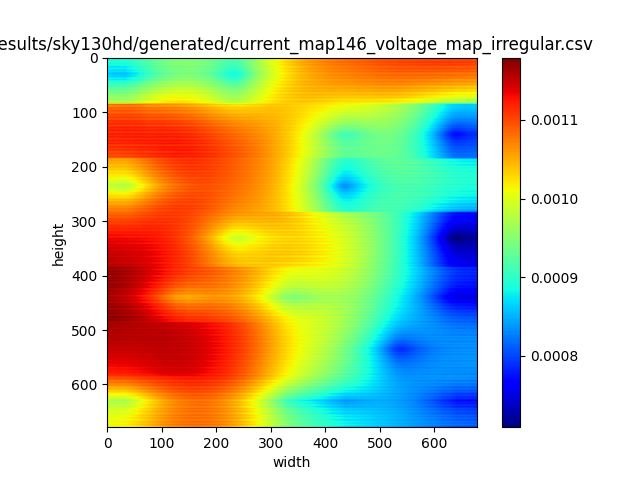 esults/sky130hd/generated/current_map146_voltage_map_irregular.csv
0
100
200
300
400
500
600
height
0 100 200 300 400 500 600
width
0.0011
0.0010
0.0009
0.0008